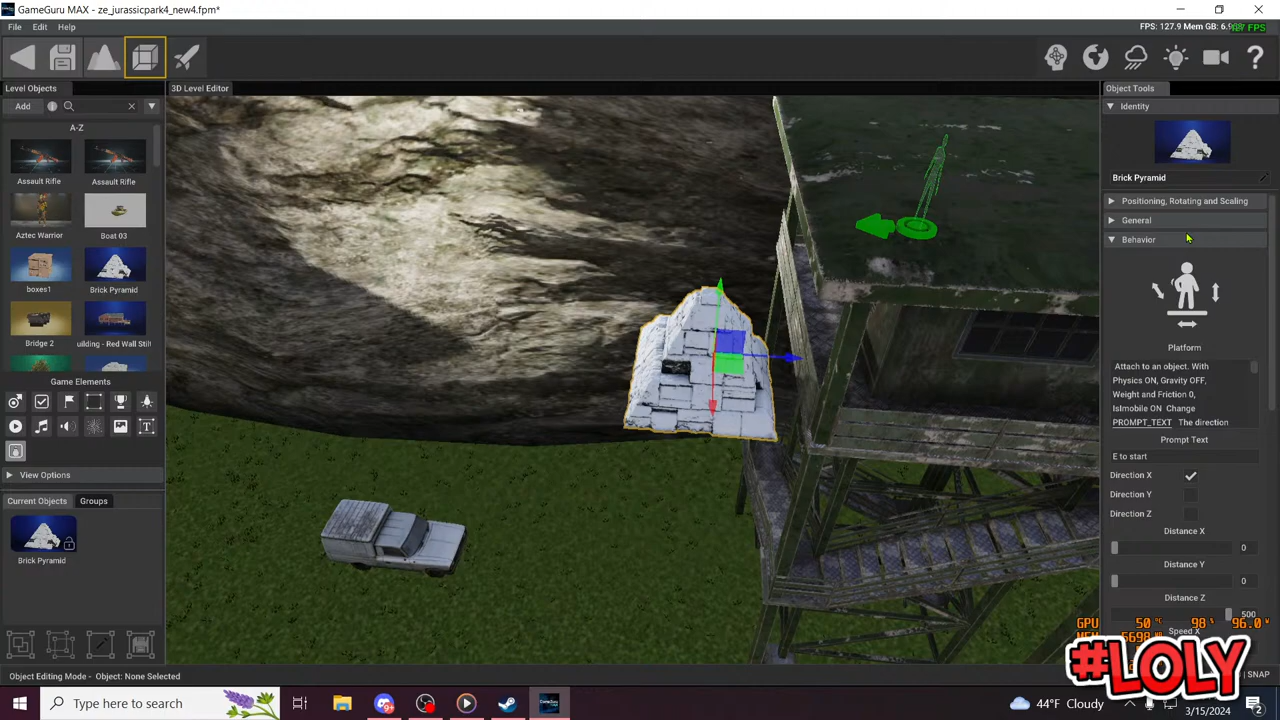 GameGuru MAX - ze_jurassicpark4_new4.fpm*
File Edit Help
FPS: 127.9 Mem GB:
FPS
Level Objects
3D Level Editor
Object Tools
Add
Identity
A-Z
Assault Rifle
Assault Rifle
Brick Pyramid
Positioning, Rotating and Scaling
Aztec Warrior
Boat 03
General
Behavior
boxes1
Brick Pyramid
Bridge 2
uilding - Red Wall Stilt
Platform
Attach to an object. With
Physics ON, Gravity OFF,
Weight and Friction 0,
IsImobile ON Change
PROMPT_TEXT The direction
Game Elements
Prompt Text
E to start
View Options
Direction X
Direction Y
Current Objects Groups
Direction Z
Distance X
0
Brick Pyramid
Distance Y
0
Distance Z
500
GPU 50 °C 98 % 96.0 W
Speed X
#LOLY
Object Editing Mode - Object: None Selected
SNAP
Type here to search
44°F Cloudy
3/15/2024
2